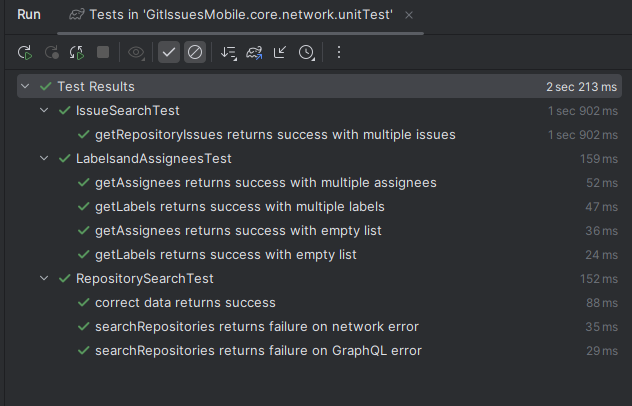 Run Tests in 'GitIssuesMobile.core.network.unitTest'
Test Results 2 sec 213 ms
IssueSearchTest 1 sec 902 ms
getRepositoryIssues returns success with multiple issues 1 sec 902 ms
LabelsandAssigneesTest 159 ms
getAssignees returns success with multiple assignees 52 ms
getLabels returns success with multiple labels 47 ms
getAssignees returns success with empty list 36 ms
getLabels returns success with empty list 24 ms
RepositorySearchTest 152 ms
correct data returns success 88 ms
searchRepositories returns failure on network error 35 ms
searchRepositories returns failure on GraphQL error 29 ms